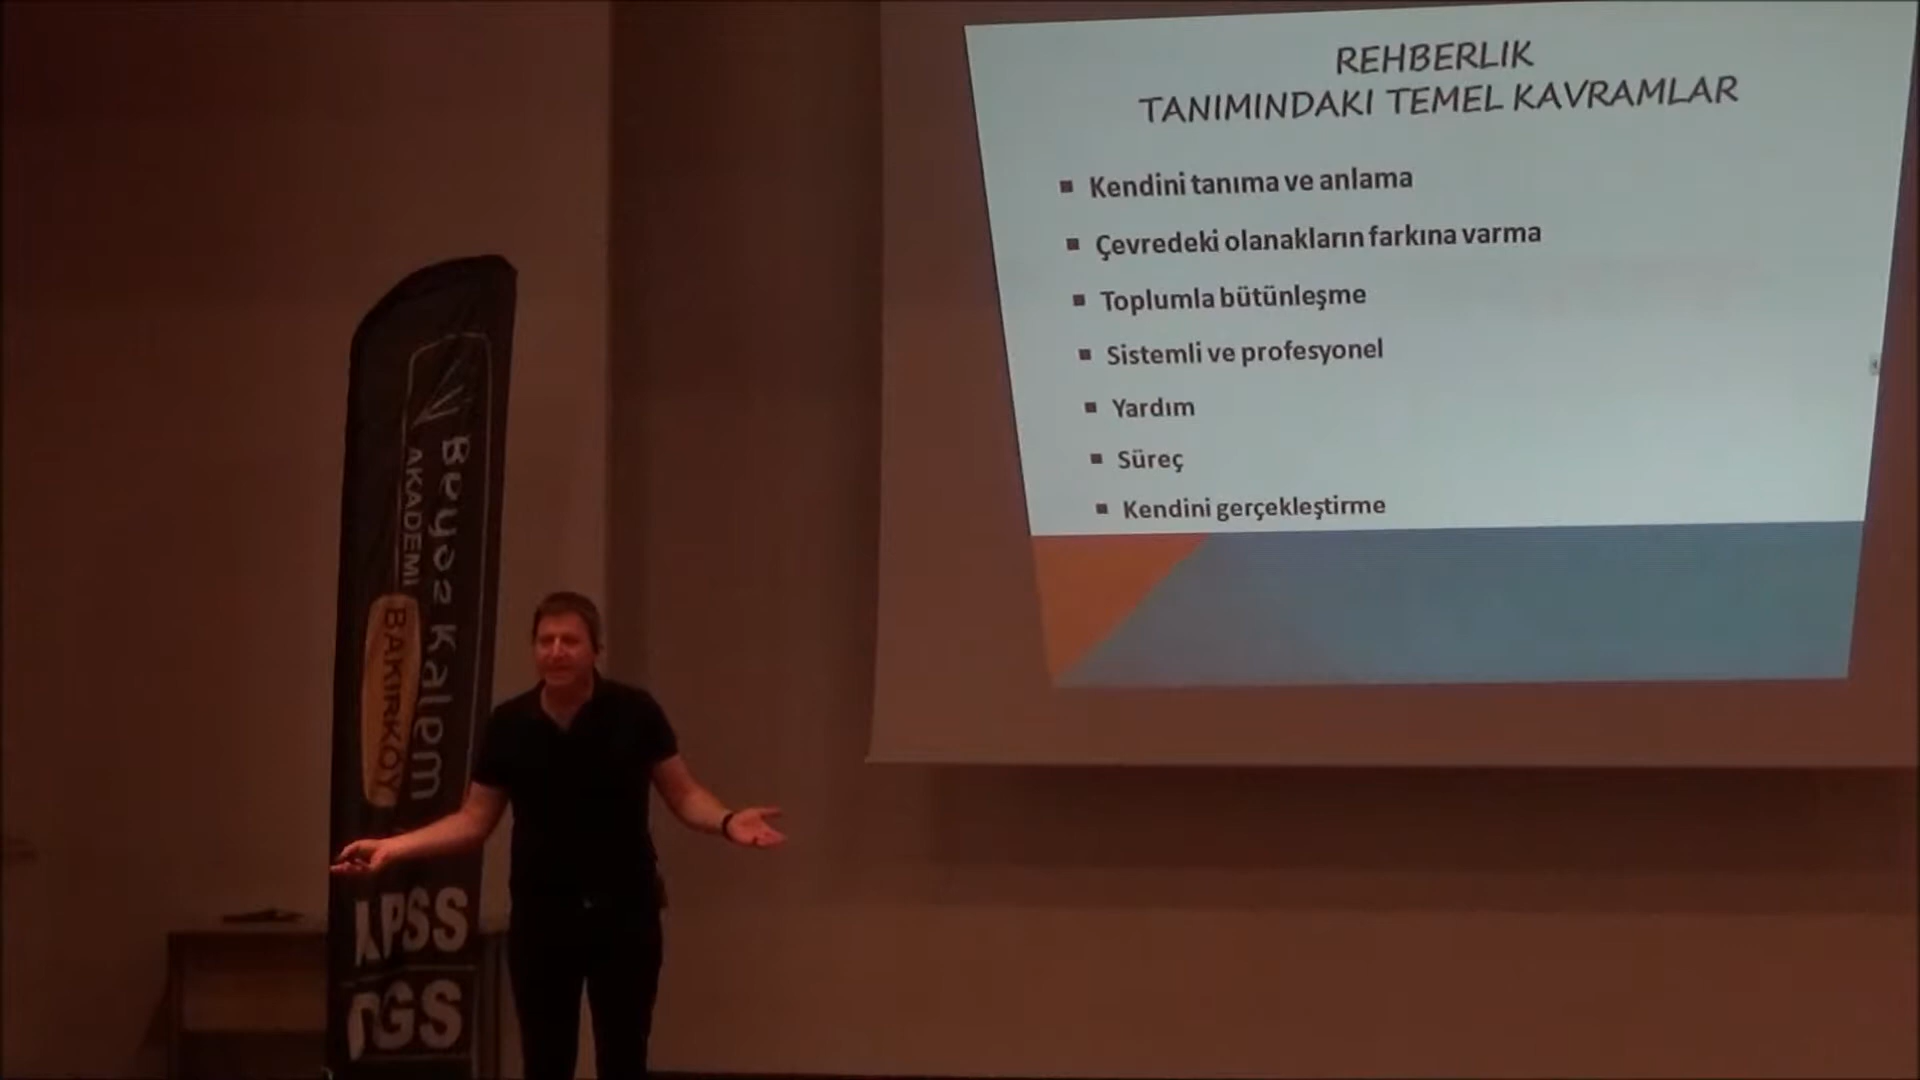 REHBERLIK
TANIMINDAKI TEMEL KAVRAMLAR
Kendini tanıma ve anlama
Çevredeki olanakların farkına varma
Toplumla bütünleşme
Sistemli ve profesyonel
Yardım
Süreç
Kendini gerçekleştirme
Beyaz Kalem
AKADEMİ
BAKIRKÖY
KPSS
DGS